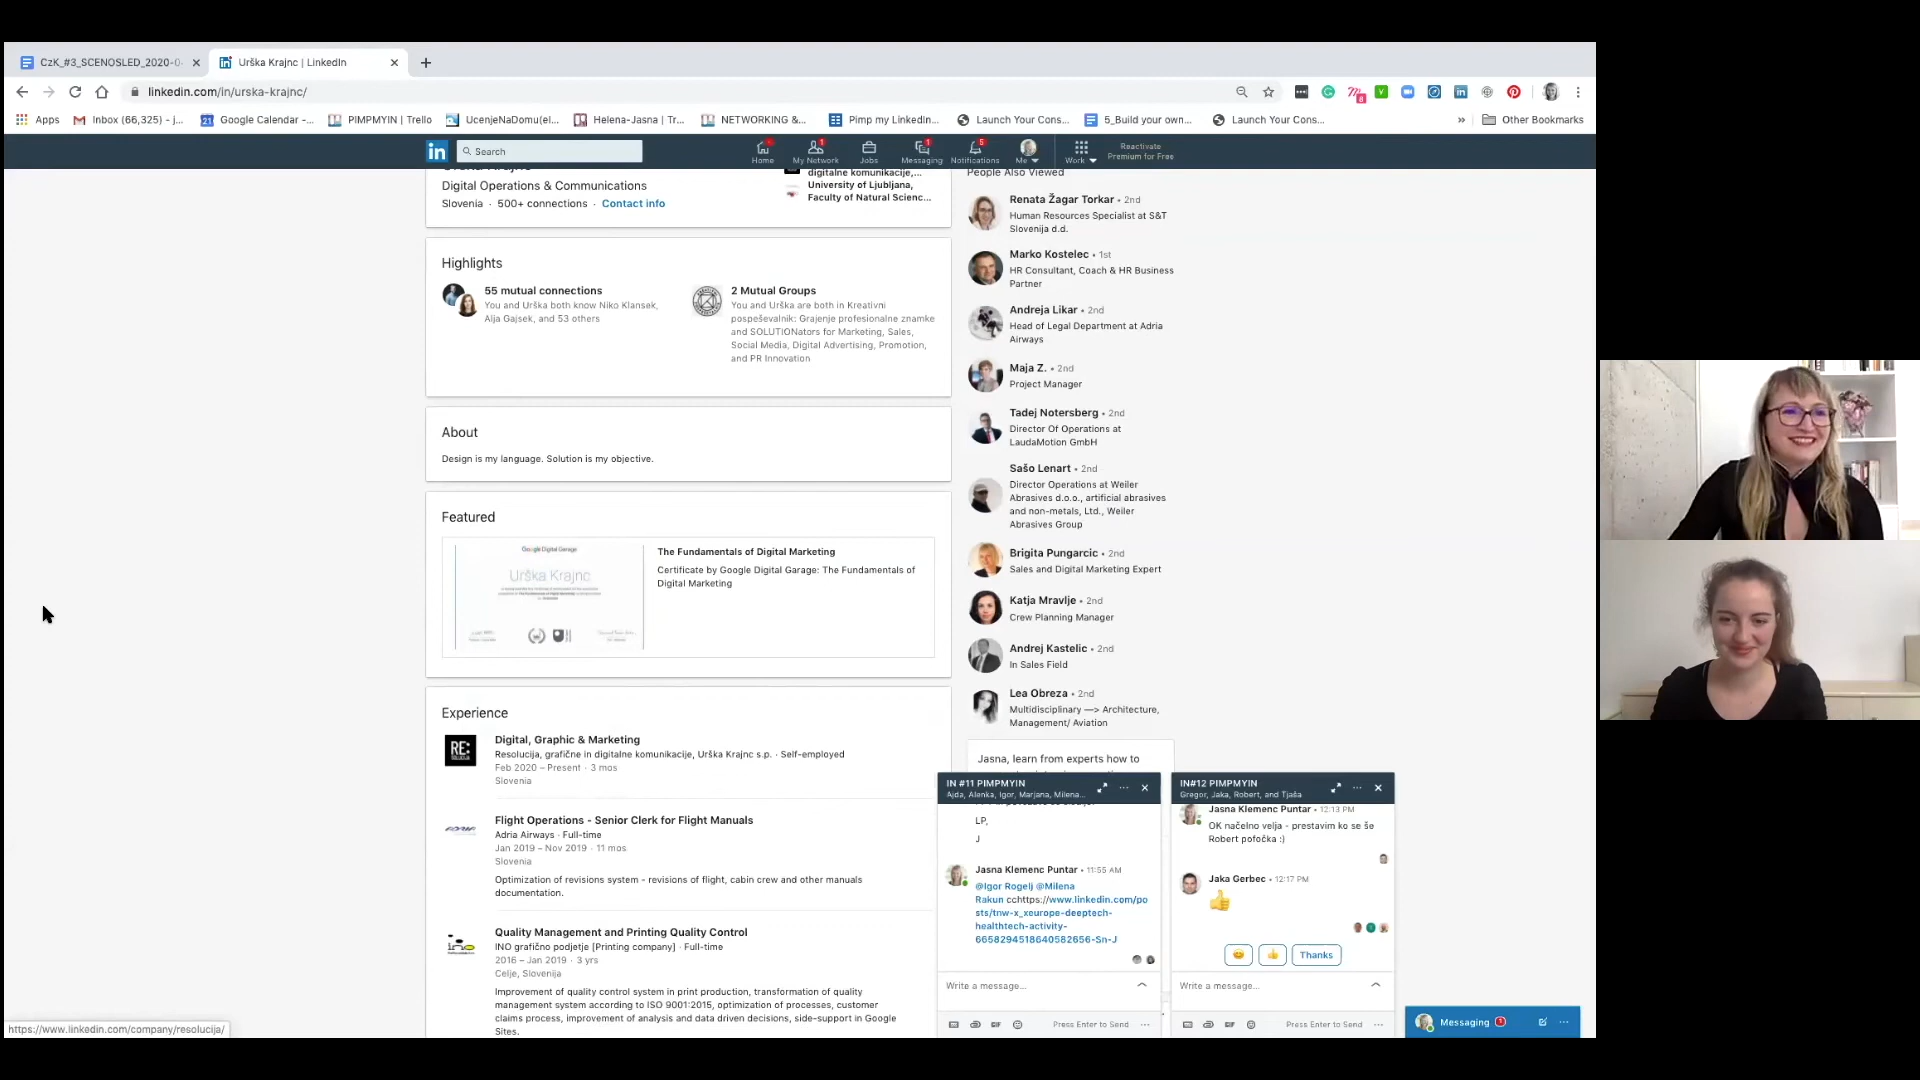 CzK_#3_SCENOSLED_2020-0
Urška Krajnc | LinkedIn
linkedin.com/in/urska-krajnc/
Apps
Inbox (66,325) - j...
Google Calendar -...
PIMPMYIN | Trello
UcenjeNaDomu(el...
Helena-Jasna | Tr...
NETWORKING &...
Pimp my LinkedIn...
Launch Your Cons...
5_Build your own...
Launch Your Cons...
»
Other Bookmarks
in
Search
Home
My Network
Jobs
Messaging
Notifications
Me
Work
Reactivate
Premium for Free
Digital Operations & Communications
Slovenia · 500+ connections · Contact info
digitalne komunikacije,...
University of Ljubljana,
Faculty of Natural Scienc...
Highlights
55 mutual connections
You and Urška both know Niko Klansek,
Alja Gajsek, and 53 others
2 Mutual Groups
You and Urška are both in Kreativni
pospeševalnik: Grajenje profesionalne znamke
and SOLUTIONators for Marketing, Sales,
Social Media, Digital Advertising, Promotion,
and PR Innovation
About
Design is my language. Solution is my objective.
Featured
Google Digital Garage
Urška Krajnc
The Fundamentals of Digital Marketing
Certificate by Google Digital Garage: The Fundamentals of
Digital Marketing
Experience
RE:
Digital, Graphic & Marketing
Resolucija, grafične in digitalne komunikacije, Urška Krajnc s.p. · Self-employed
Feb 2020 – Present · 3 mos
Slovenia
Flight Operations - Senior Clerk for Flight Manuals
Adria Airways · Full-time
Jan 2019 – Nov 2019 · 11 mos
Slovenia
Optimization of revisions system - revisions of flight, cabin crew and other manuals
documentation.
Quality Management and Printing Quality Control
INO grafično podjetje [Printing company] · Full-time
2016 – Jan 2019 · 3 yrs
Celje, Slovenia
Improvement of quality control system in print production, transformation of quality
management system according to ISO 9001:2015, optimization of processes, customer
claims process, improvement of analysis and data driven decisions, side-support in Google
Sites.
People Also Viewed
Renata Žagar Torkar • 2nd
Human Resources Specialist at S&T
Slovenija d.d.
Marko Kostelec • 1st
HR Consultant, Coach & HR Business
Partner
Andreja Likar • 2nd
Head of Legal Department at Adria
Airways
Maja Z. • 2nd
Project Manager
Tadej Notersberg • 2nd
Director Of Operations at
LaudaMotion GmbH
Sašo Lenart • 2nd
Director Operations at Weiler
Abrasives d.o.o., artificial abrasives
and non-metals, Ltd., Weiler
Abrasives Group
Brigita Pungarcic • 2nd
Sales and Digital Marketing Expert
Katja Mravlje • 2nd
Crew Planning Manager
Andrej Kastelic • 2nd
In Sales Field
Lea Obreza • 2nd
Multidisciplinary —> Architecture,
Management/ Aviation
Jasna, learn from experts how to
IN #11 PIMPMYIN
Ajda, Alenka, Igor, Marjana, Milena...
LP,
J
Jasna Klemenc Puntar • 11:55 AM
@Igor Rogelj @Milena
Rakun cchttps://www.linkedin.com/po
sts/tnw-x_xeurope-deeptech-
healthtech-activity-
6658294518640582656-Sn-J
Write a message...
GIF
Press Enter to Send
IN#12 PIMPMYIN
Gregor, Jaka, Robert, and Tjaša
Jasna Klemenc Puntar • 12:13 PM
OK načelno velja - prestavim ko se še
Robert pofočka :)
Jaka Gerbec • 12:17 PM
Thanks
Write a message...
GIF
Press Enter to Send
Messaging 1
https://www.linkedin.com/company/resolucija/